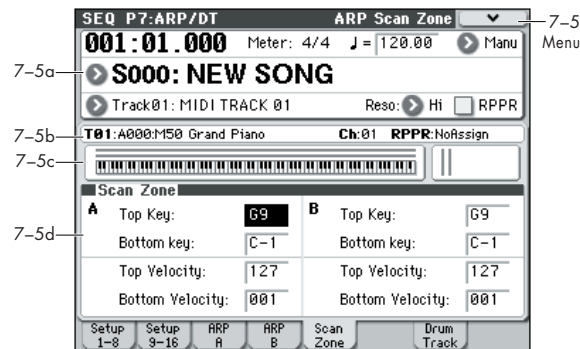 SEQ P7:ARP/DT ARP Scan Zone
7–5 Menu
001:01.000 Meter: 4/4 ♩= 120.00 Manu
7–5a
S000: NEW SONG
Track01: MIDI TRACK 01 Reso: Hi RPPR
7–5b
T01:A000:M50 Grand Piano Ch:01 RPPR:NoAssign
7–5c
Scan Zone
7–5d
A Top Key: G9 B Top Key: G9
Bottom key: C-1 Bottom key: C-1
Top Velocity: 127 Top Velocity: 127
Bottom Velocity: 001 Bottom Velocity: 001
Setup 1-8 Setup 9-16 ARP A ARP B Scan Zone Drum Track